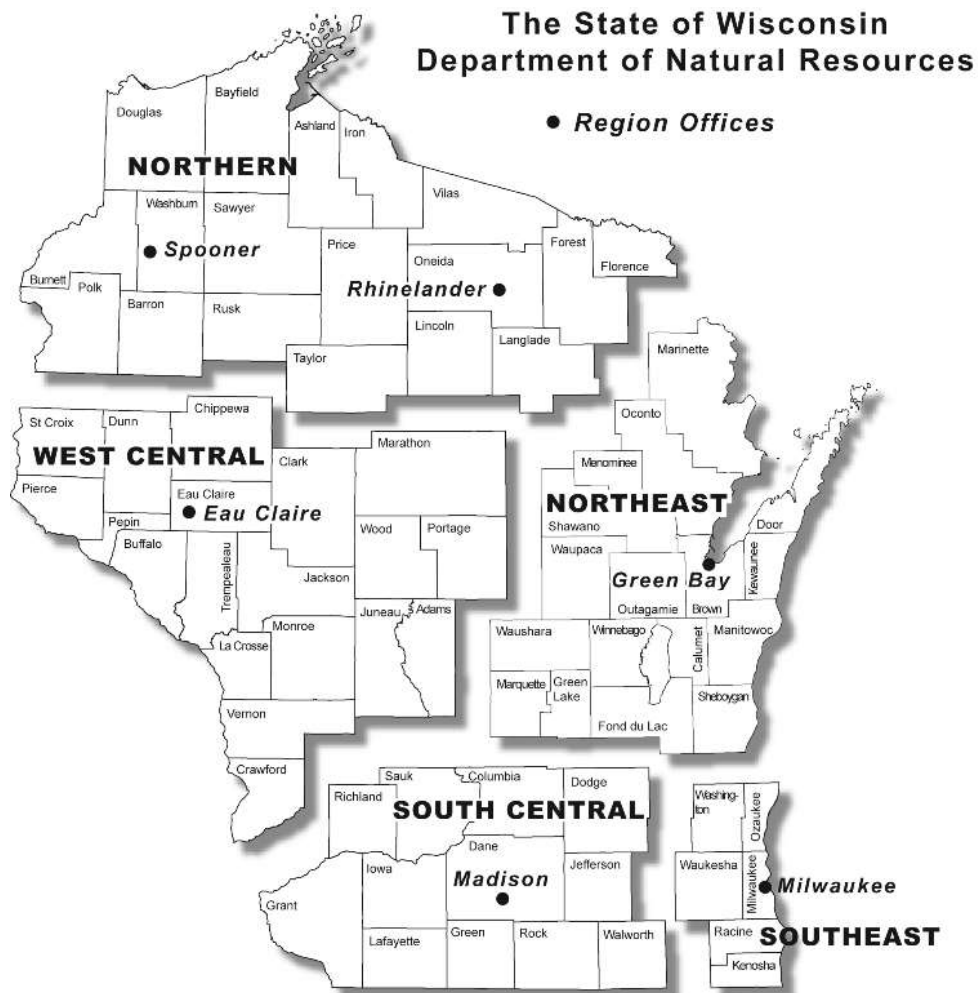 The State of Wisconsin
Department of Natural Resources
Region Offices
Bayfield
Douglas
Ashland
Iron
NORTHERN
Vilas
Washburn
Sawyer
Spooner
Price
Forest
Oneida
Florence
Burnett
Polk
Rhinelander
Barron
Rusk
Lincoln
Langlade
Taylor
Marinette
Chippewa
St Croix
Dunn
Oconto
Marathon
WEST CENTRAL
Clark
Menominee
Pierce
Eau Claire
NORTHEAST
Eau Claire
Pepin
Wood
Portage
Shawano
Door
Buffalo
Waupaca
Trempealeau
Jackson
Green Bay
Kewaunee
Juneau
Adams
Outagamie
Brown
Monroe
Waushara
Winnebago
Calumet
Manitowoc
La Crosse
Marquette
Green
Lake
Sheboygan
Vernon
Fond du Lac
Crawford
Sauk
Columbia
Dodge
Richland
Washing-
ton
Ozaukee
SOUTH CENTRAL
Dane
Iowa
Jefferson
Waukesha
Milwaukee
Madison
Milwaukee
Grant
Lafayette
Green
Rock
Walworth
Racine
SOUTHEAST
Kenosha